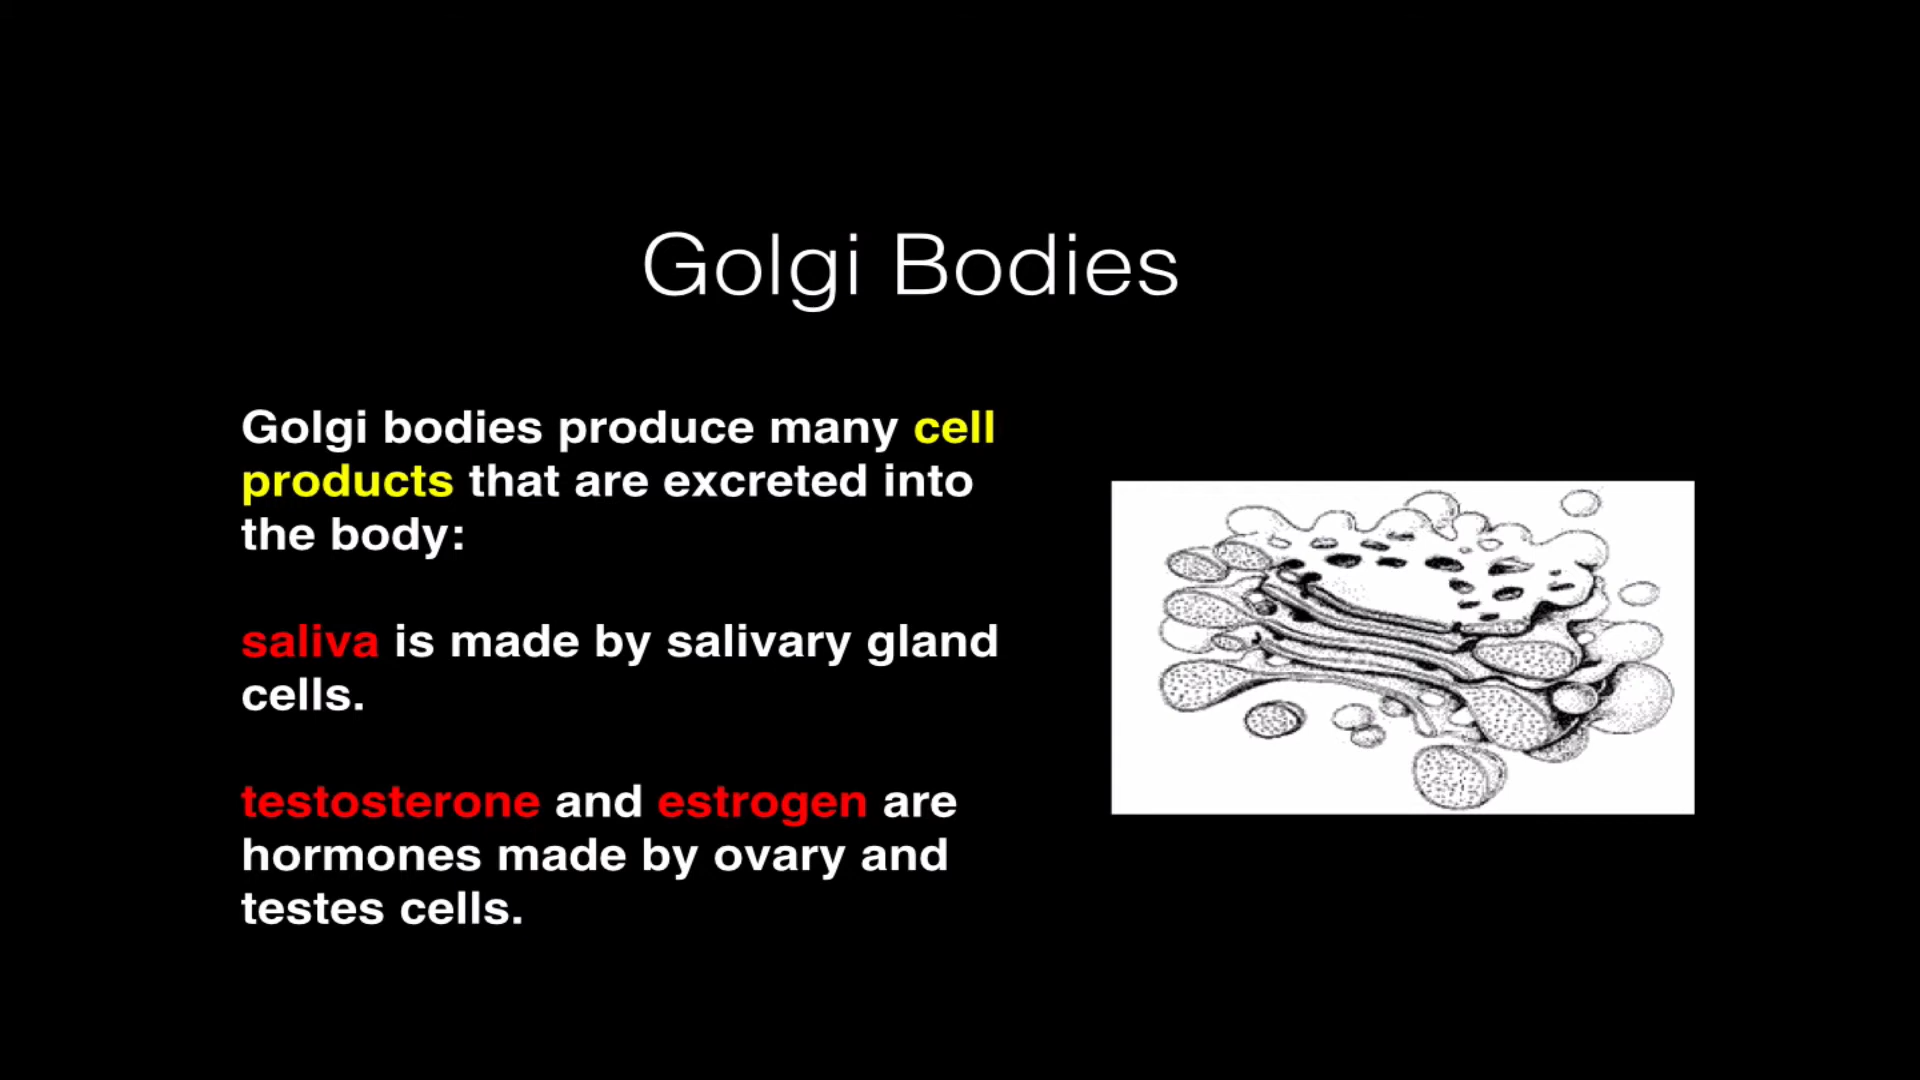 Golgi Bodies
Golgi bodies produce many cell
products that are excreted into
the body:
saliva is made by salivary gland
cells.
testosterone and estrogen are
hormones made by ovary and
testes cells.